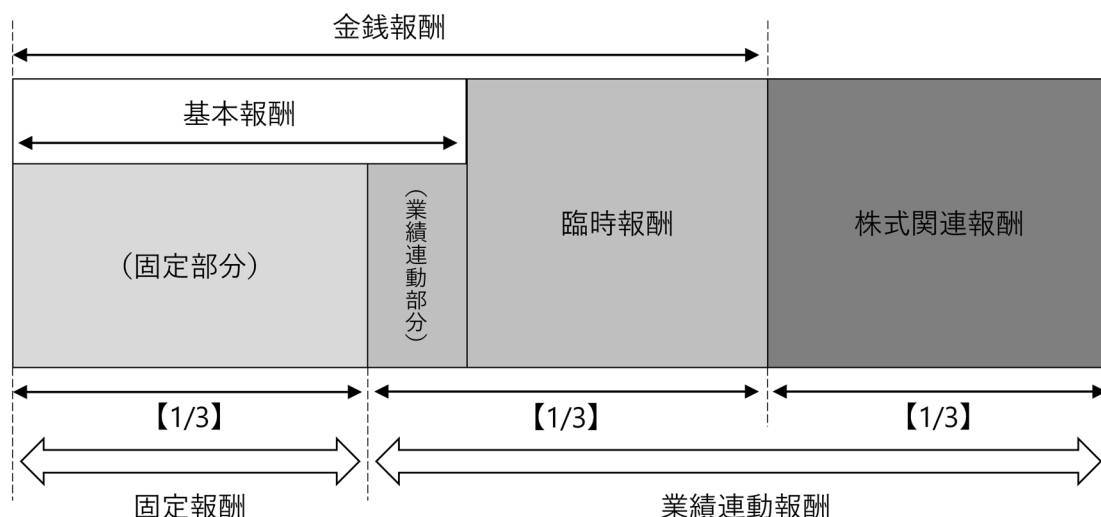 金銭報酬
基本報酬
（固定部分）
（業績連動部分）
臨時報酬
株式関連報酬
【1/3】
【1/3】
【1/3】
固定報酬
業績連動報酬